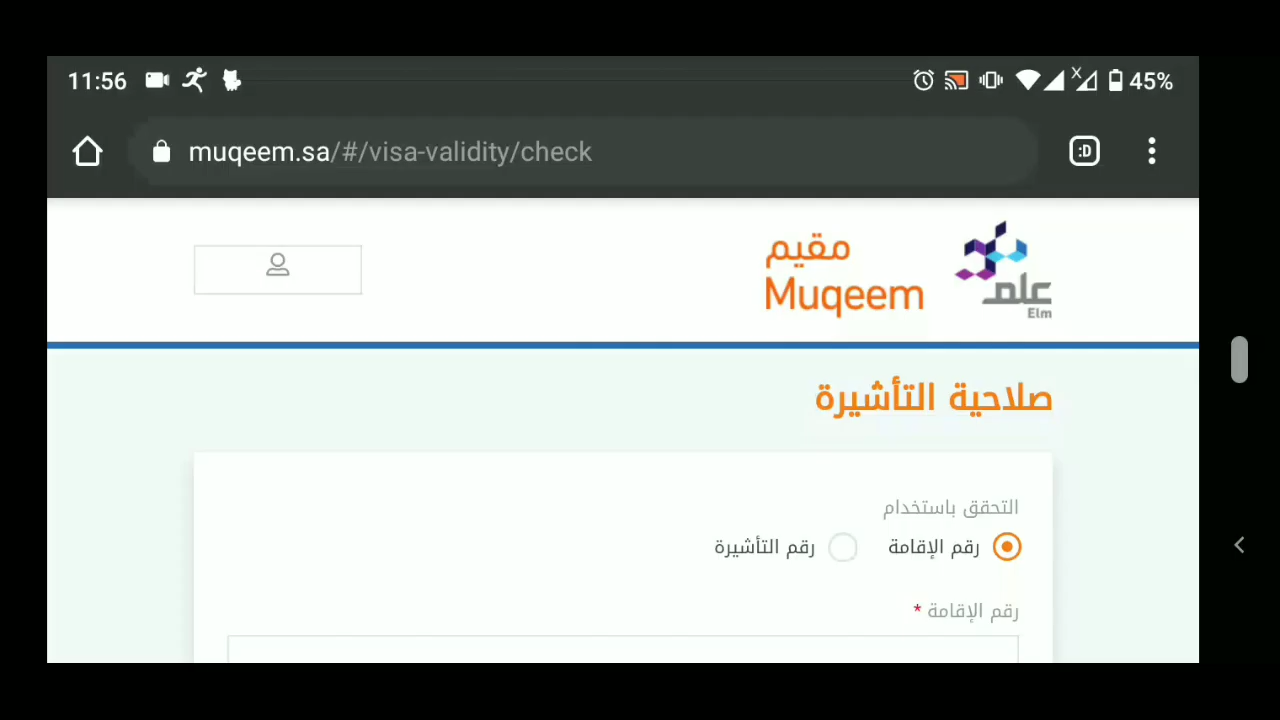 11:56
45%
muqeem.sa/#/visa-validity/check
:D
مقيم
Muqeem
علم
Elm
صلاحية التأشيرة
التحقق باستخدام
رقم الإقامة رقم التأشيرة
رقم الإقامة *